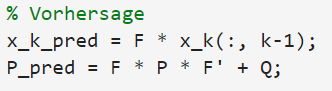 % Vorhersage
x_k_pred = F * x_k(:, k-1);
P_pred = F * P * F' + Q;